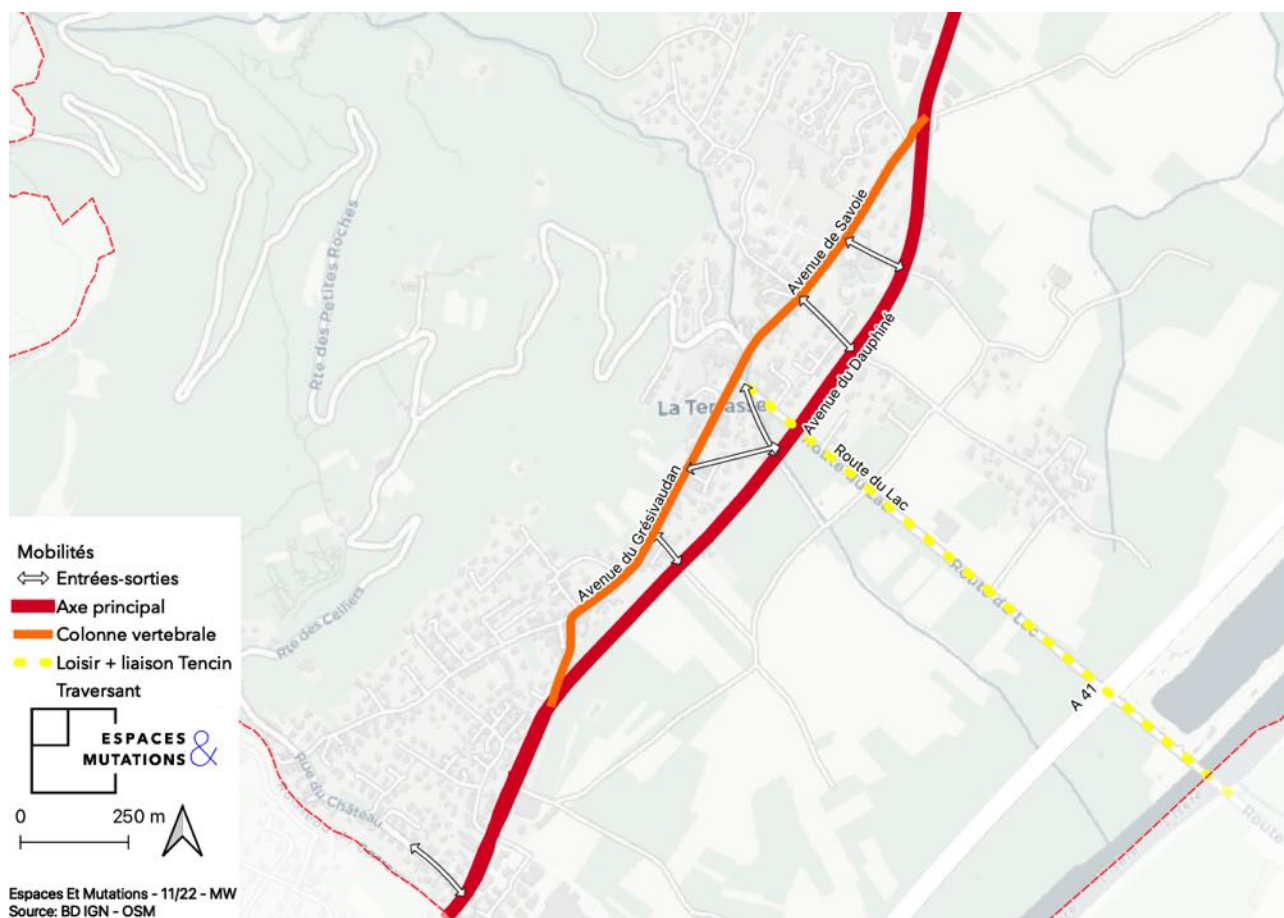 Rte des Petites Roches
Avenue de Savoie
Avenue du Dauphiné
La Terrasse
Route du Lac
Route du Lac
Avenue du Grésivaudan
Route du Lac
Rte des Celliers
A 41
Rue du Château
Route
Mobilités
Entrées-sorties
Axe principal
Colonne vertebrale
Loisir + liaison Tencin
Traversant
ESPACES
& MUTATIONS
0 250 m
Espaces Et Mutations - 11/22 - MW
Source: BD IGN - OSM